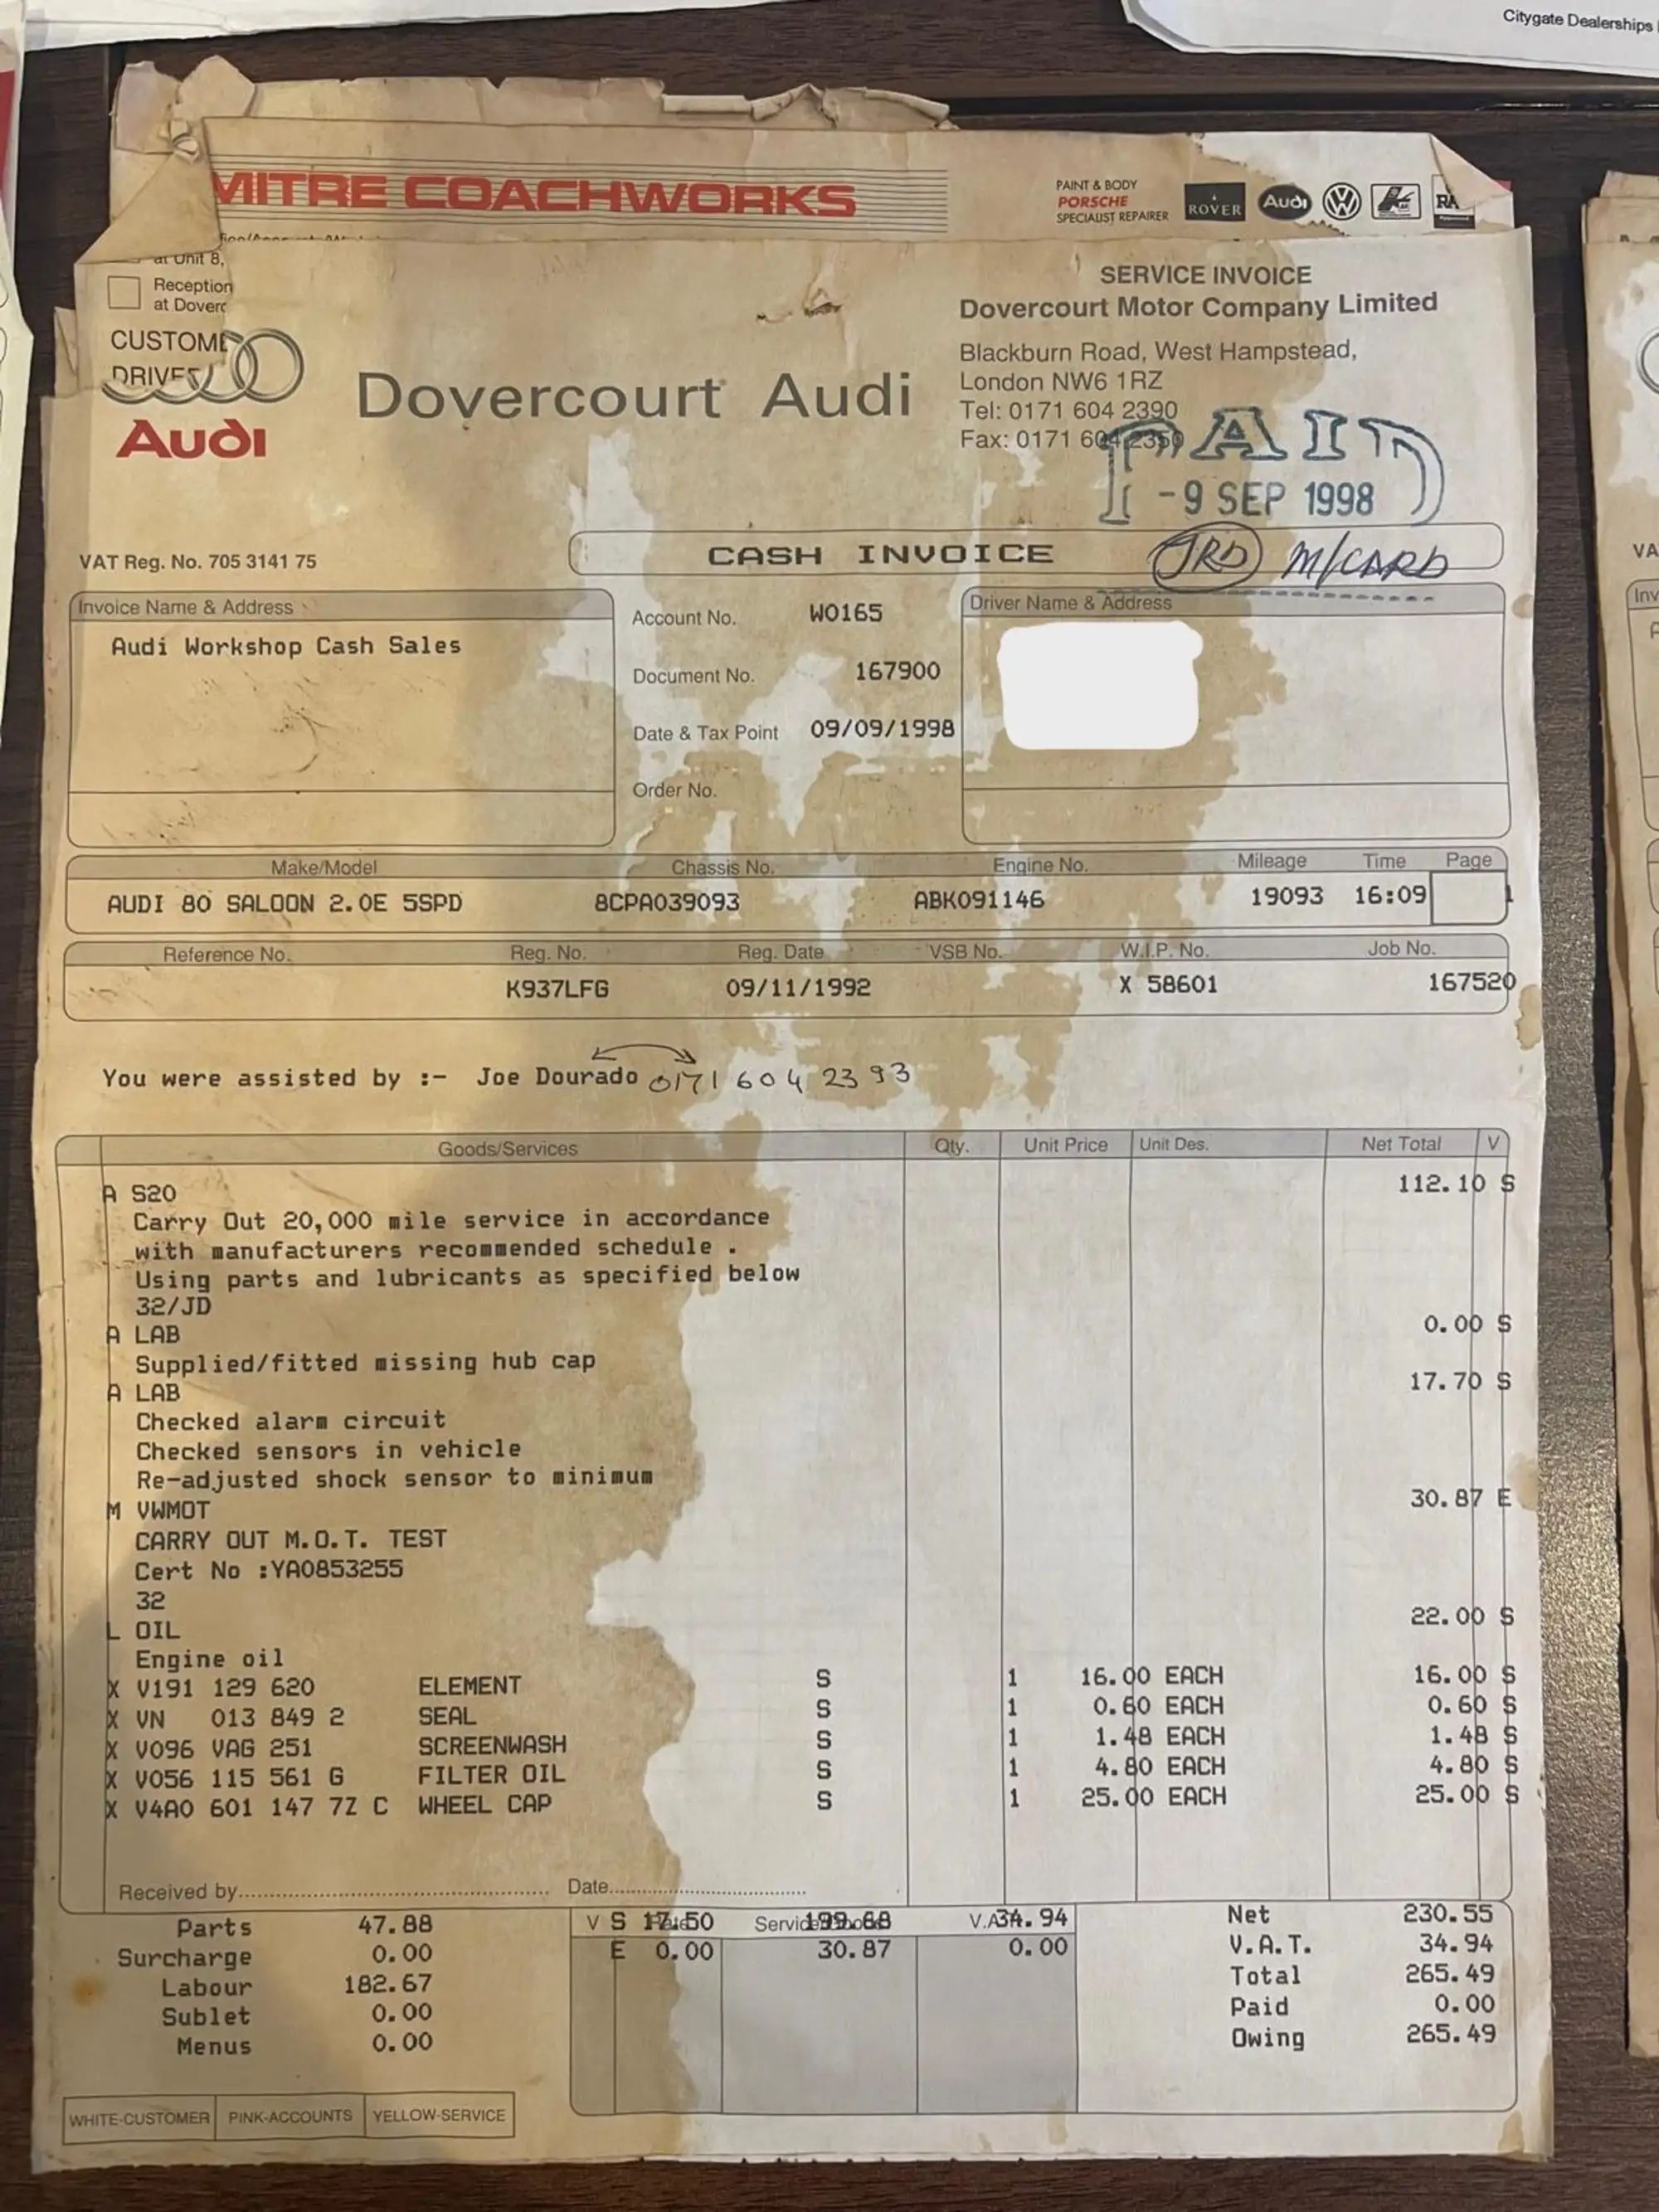 Citygate Dealerships
MITRE COACHWORKS
PAINT & BODY
PORSCHE
SPECIALIST REPAIRER
ROVER
Audi
at Unit 8,
Reception
at Doverc
CUSTOME
DRIVE
Audi
Dovercourt Audi
SERVICE INVOICE
Dovercourt Motor Company Limited
Blackburn Road, West Hampstead,
London NW6 1RZ
Tel: 0171 604 2390
Fax: 0171 604 2350
PAID
-9 SEP 1998
VAT Reg. No. 705 3141 75
CASH INVOICE
JRD M/CARD
Invoice Name & Address
Audi Workshop Cash Sales
Account No. W0165
Document No. 167900
Date & Tax Point 09/09/1998
Order No.
Driver Name & Address
Make/Model Chassis No. Engine No. Mileage Time Page
AUDI 80 SALOON 2.0E 5SPD 8CPA039093 ABK091146 19093 16:09 1
Reference No. Reg. No. Reg. Date VSB No. W.I.P. No. Job No.
K937LFG 09/11/1992 X 58601 167520
You were assisted by :- Joe Dourado 0171 604 2393
Goods/Services Qty. Unit Price Unit Des. Net Total V
A S20 112.10 S
Carry Out 20,000 mile service in accordance
with manufacturers recommended schedule .
Using parts and lubricants as specified below
32/JD
A LAB 0.00 S
Supplied/fitted missing hub cap
A LAB 17.70 S
Checked alarm circuit
Checked sensors in vehicle
Re-adjusted shock sensor to minimum
M VWMOT 30.87 E
CARRY OUT M.O.T. TEST
Cert No :YA0853255
32
L OIL 22.00 S
Engine oil
X V191 129 620 ELEMENT S 1 16.00 EACH 16.00 S
X VN 013 849 2 SEAL S 1 0.60 EACH 0.60 S
X V096 VAG 251 SCREENWASH S 1 1.48 EACH 1.48 S
X V056 115 561 G FILTER OIL S 1 4.80 EACH 4.80 S
X V4A0 601 147 7Z C WHEEL CAP S 1 25.00 EACH 25.00 S
Received by Date
Parts 47.88
Surcharge 0.00
Labour 182.67
Sublet 0.00
Menus 0.00
V S 17.50 199.68 V.A.T. 34.94
E 0.00 30.87 0.00
Net 230.55
V.A.T. 34.94
Total 265.49
Paid 0.00
Owing 265.49
WHITE-CUSTOMER PINK-ACCOUNTS YELLOW-SERVICE